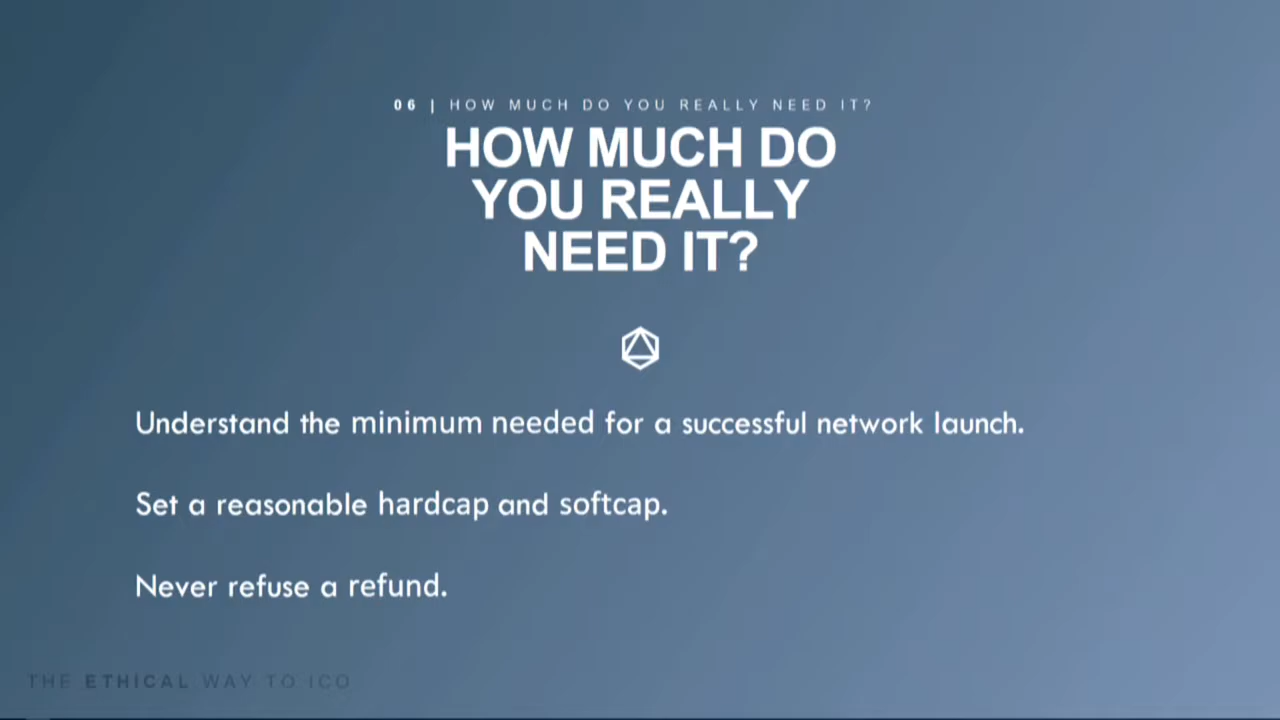 06 | HOW MUCH DO YOU REALLY NEED IT?
HOW MUCH DO
YOU REALLY
NEED IT?
Understand the minimum needed for a successful network launch.
Set a reasonable hardcap and softcap.
Never refuse a refund.
THE ETHICAL WAY TO ICO